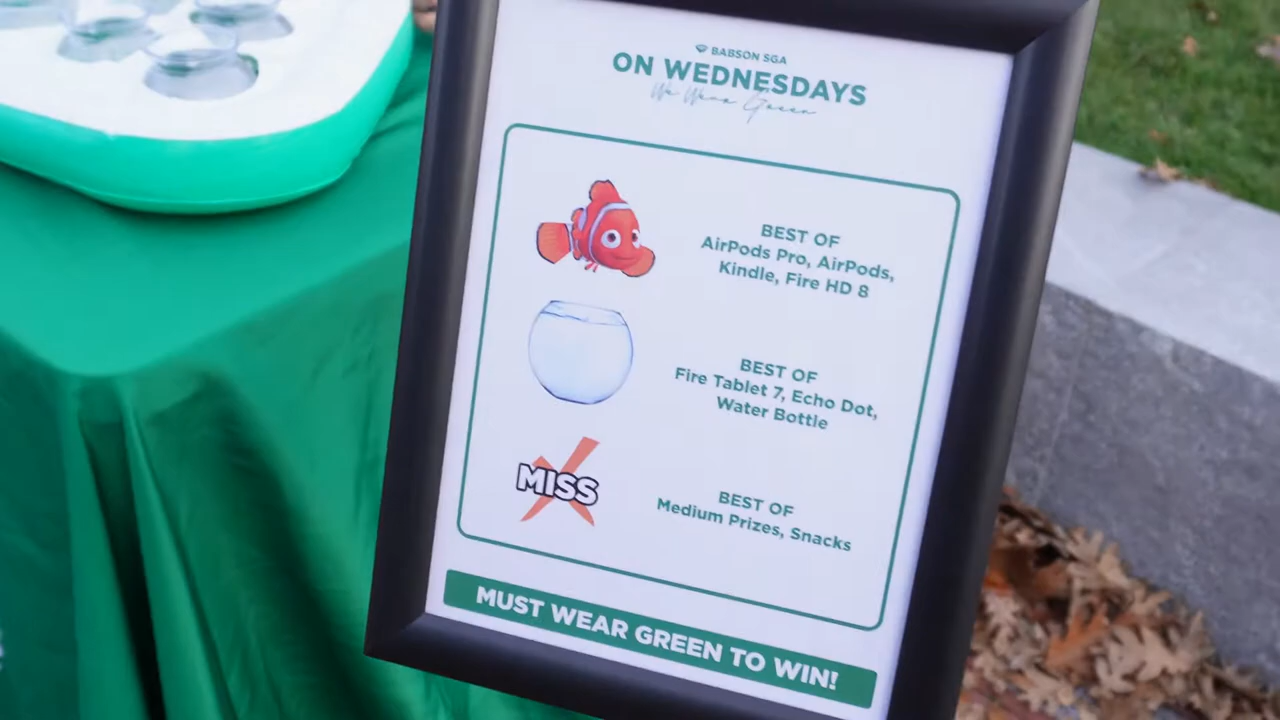 BABSON SGA
ON WEDNESDAYS
We Wear Green
BEST OF
AirPods Pro, AirPods,
Kindle, Fire HD 8
BEST OF
Fire Tablet 7, Echo Dot,
Water Bottle
MISS
BEST OF
Medium Prizes, Snacks
MUST WEAR GREEN TO WIN!